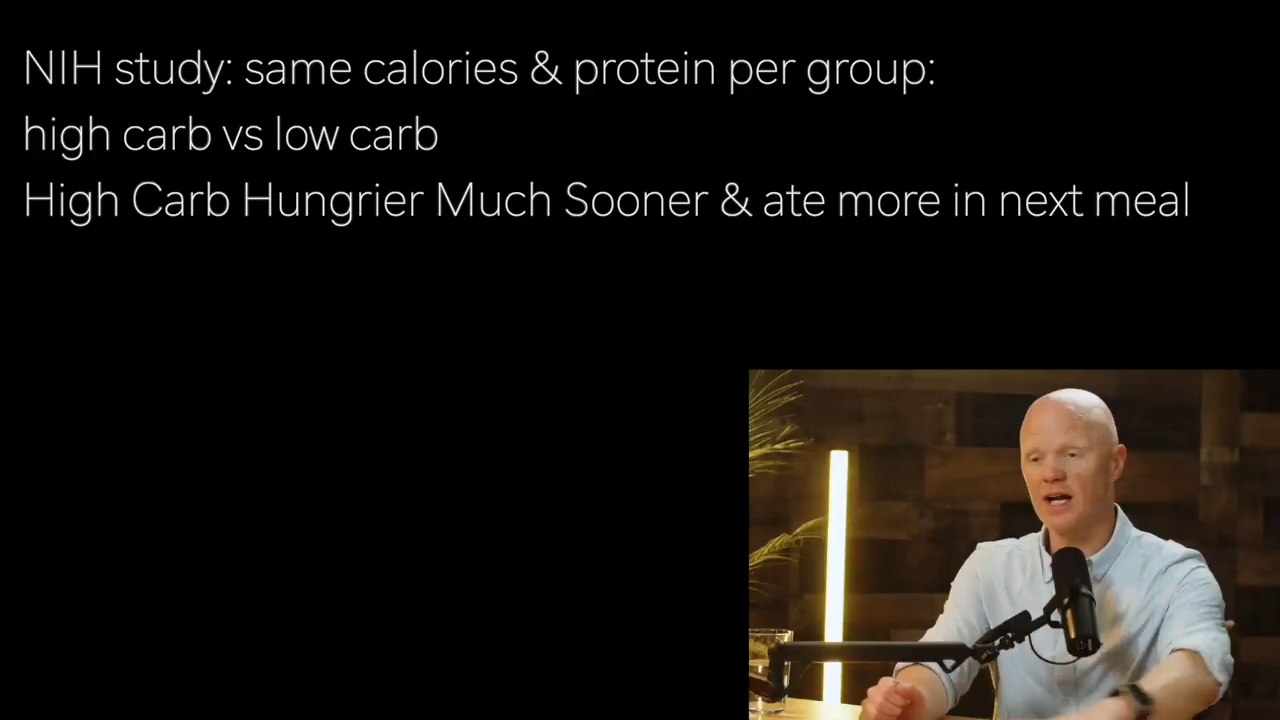 NIH study: same calories & protein per group:
high carb vs low carb
High Carb Hungrier Much Sooner & ate more in next meal